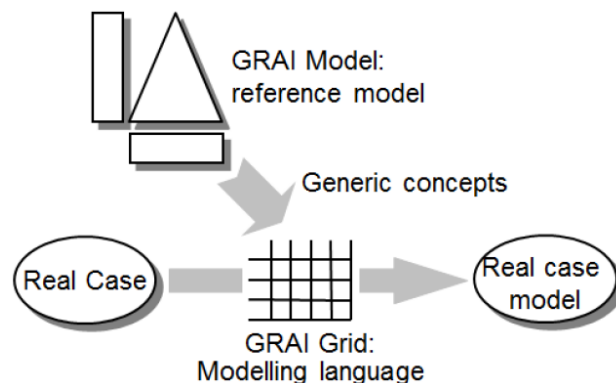 GRAI Model:
reference model
Generic concepts
Real Case
Real case
model
GRAI Grid:
Modelling language